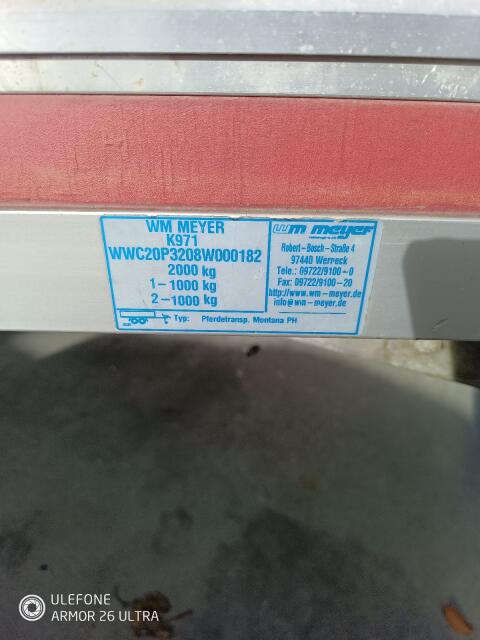 WM MEYER
K971
WWC20P3208W000182
2000 kg
1-1000 kg
2-1000 kg
Typ: Pferdetransp. Montana PH
wm meyer
Robert-Bosch-Straße 4
97440 Werneck
Tele.: 09722/9100-0
Fax: 09722/9100-20
http://www.wm-meyer.de
info@wm-meyer.de
ULEFONE
ARMOR 26 ULTRA